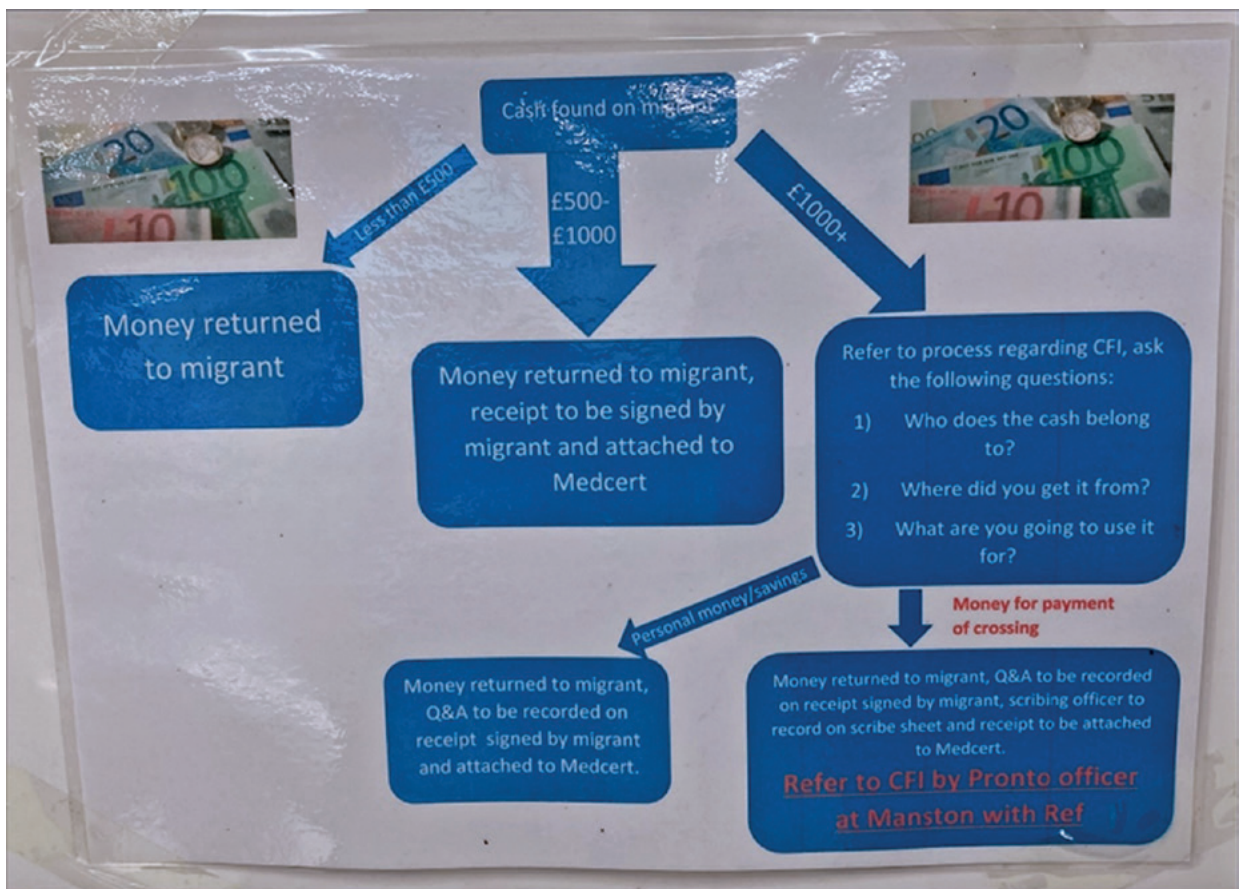 Cash found on migrant
Less than £500
£500-
£1000
£1000+
Money returned
to migrant
Money returned to migrant,
receipt to be signed by
migrant and attached to
Medcert
Refer to process regarding CFI, ask
the following questions:
1) Who does the cash belong
to?
2) Where did you get it from?
3) What are you going to use it
for?
Personal money/savings
Money for payment
of crossing
Money returned to migrant,
Q&A to be recorded on
receipt signed by migrant
and attached to Medcert.
Money returned to migrant, Q&A to be recorded
on receipt signed by migrant, scribing officer to
record on scribe sheet and receipt to be attached
to Medcert.
Refer to CFI by Pronto officer
at Manston with Ref
20
100
10
20
100
10